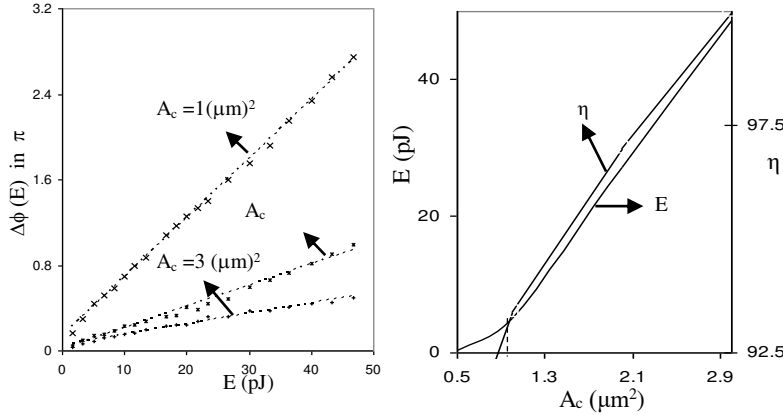 Δϕ (E) in π
3.6
2.6
1.6
0.8
0
A_c =1(μm)²
A_c
A_c =3 (μm)²
0
10
20
30
40
50
E (pJ)
E (pJ)
40
20
0
η
E
97.5
92.5
η
0.5
1.3
2.1
2.9
A_c (μm²)